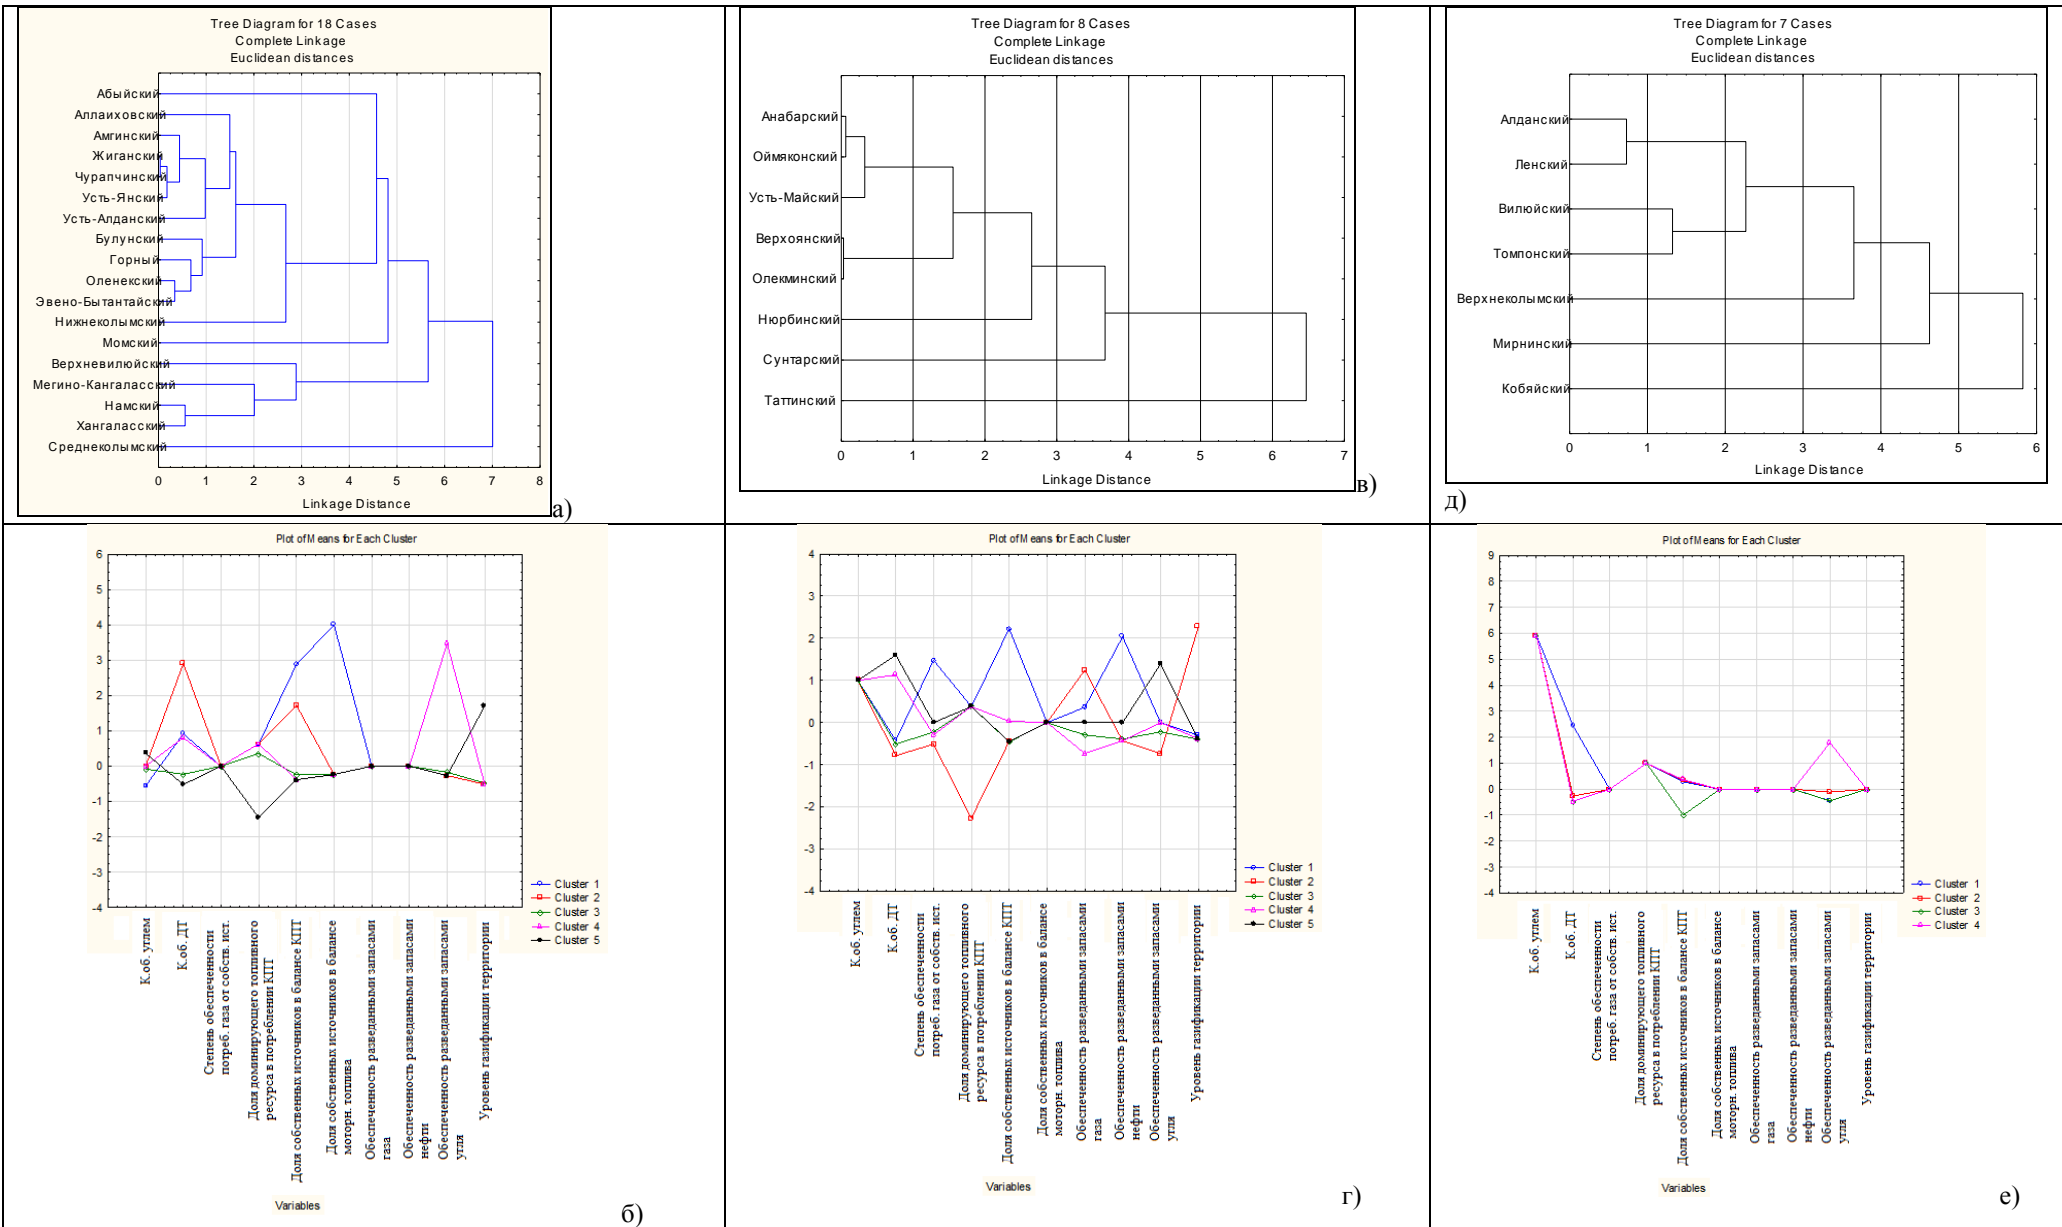 Tree Diagram for 18 Cases
Complete Linkage
Euclidean distances
Абыйский
Аллаиховский
Амгинский
Жиганский
Чурапчинский
Усть-Янский
Усть-Алданский
Булунский
Горный
Оленекский
Эвено-Бытантайский
Нижнеколымский
Момский
Верхневилюйский
Мегино-Кангаласский
Намский
Хангаласский
Среднеколымский
0 1 2 3 4 5 6 7 8
Linkage Distance
а)
Tree Diagram for 8 Cases
Complete Linkage
Euclidean distances
Анабарский
Оймяконский
Усть-Майский
Верхоянский
Олекминский
Нюрбинский
Сунтарский
Таттинский
0 1 2 3 4 5 6 7
Linkage Distance
в)
Tree Diagram for 7 Cases
Complete Linkage
Euclidean distances
Алданский
Ленский
Вилюйский
Томпонский
Верхнеколымский
Мирнинский
Кобяйский
0 1 2 3 4 5 6
Linkage Distance
д)
Plot of Means for Each Cluster
6
5
4
3
2
1
0
-1
-2
-3
-4
Cluster 1
Cluster 2
Cluster 3
Cluster 4
Cluster 5
К.об. углем
К.об. ДТ
Степень обеспеченности
потреб. газа от собств. ист.
Доля доминирующего топливного
ресурса в потреблении КПТ
Доля собственных источников в балансе КПТ
Доля собственных источников в балансе
моторн. топлива
Обеспеченность разведанными запасами
газа
Обеспеченность разведанными запасами
нефти
Обеспеченность разведанными запасами
угля
Уровень газификации территории
Variables
б)
Plot of Means for Each Cluster
4
3
2
1
0
-1
-2
-3
-4
Cluster 1
Cluster 2
Cluster 3
Cluster 4
Cluster 5
К.об. углем
К.об. ДТ
Степень обеспеченности
потреб. газа от собств. ист.
Доля доминирующего топливного
ресурса в потреблении КПТ
Доля собственных источников в балансе КПТ
Доля собственных источников в балансе
моторн. топлива
Обеспеченность разведанными запасами
газа
Обеспеченность разведанными запасами
нефти
Обеспеченность разведанными запасами
угля
Уровень газификации территории
Variables
г)
Plot of Means for Each Cluster
9
8
7
6
5
4
3
2
1
0
-1
-2
-3
-4
Cluster 1
Cluster 2
Cluster 3
Cluster 4
К.об. углем
К.об. ДТ
Степень обеспеченности
потреб. газа от собств. ист.
Доля доминирующего топливного
ресурса в потреблении КПТ
Доля собственных источников в балансе КПТ
Доля собственных источников в балансе
моторн. топлива
Обеспеченность разведанными запасами
газа
Обеспеченность разведанными запасами
нефти
Обеспеченность разведанными запасами
угля
Уровень газификации территории
Variables
е)